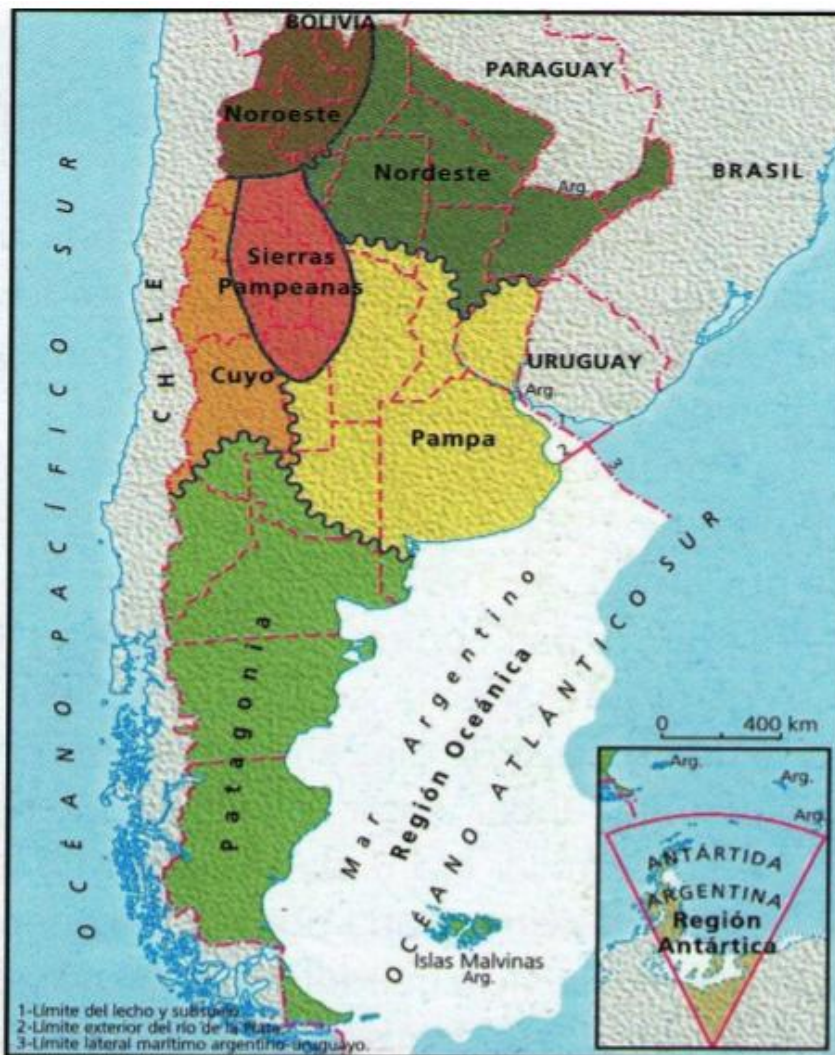 BOLIVIA
PARAGUAY
Noroeste
Nordeste
BRASIL
Arg.
Sierras
Pampeanas
CHILE
Cuyo
URUGUAY
Arg.
Pampa
1
2
3
OCÉANO PACÍFICO SUR
Patagonia
Mar Argentino
Región Oceánica
OCÉANO ATLÁNTICO SUR
0 400 km
Arg.
Arg.
Arg.
ANTÁRTIDA
ARGENTINA
Región
Antártica
Islas Malvinas
Arg.
1-Límite del lecho y subsuelo.
2-Límite exterior del río de la Plata.
3-Límite lateral marítimo argentino-uruguayo.